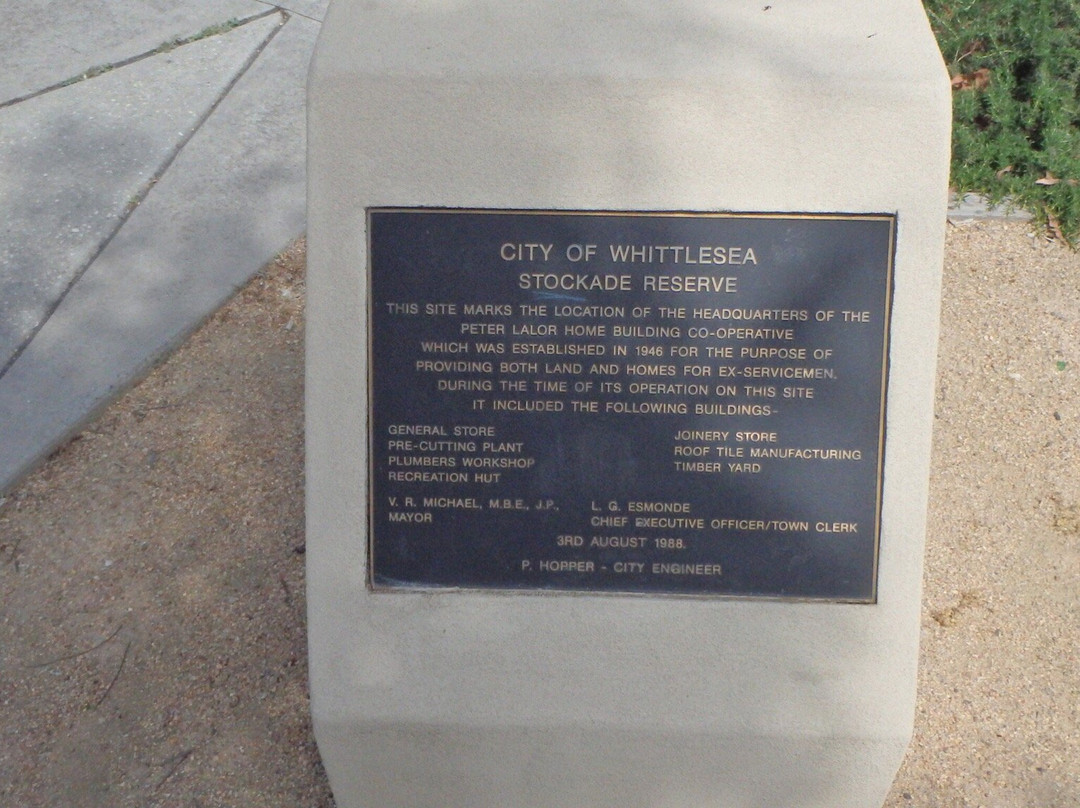 CITY OF WHITTLESEA
STOCKADE RESERVE
THIS SITE MARKS THE LOCATION OF THE HEADQUARTERS OF THE
PETER LALOR HOME BUILDING CO-OPERATIVE
WHICH WAS ESTABLISHED IN 1946 FOR THE PURPOSE OF
PROVIDING BOTH LAND AND HOMES FOR EX-SERVICEMEN.
DURING THE TIME OF ITS OPERATION ON THIS SITE
IT INCLUDED THE FOLLOWING BUILDINGS-
GENERAL STORE
PRE-CUTTING PLANT
PLUMBERS WORKSHOP
RECREATION HUT
JOINERY STORE
ROOF TILE MANUFACTURING
TIMBER YARD
V. R. MICHAEL, M.B.E., J.P.,
MAYOR
L. G. ESMONDE
CHIEF EXECUTIVE OFFICER/TOWN CLERK
3RD AUGUST 1988.
P. HOPPER - CITY ENGINEER